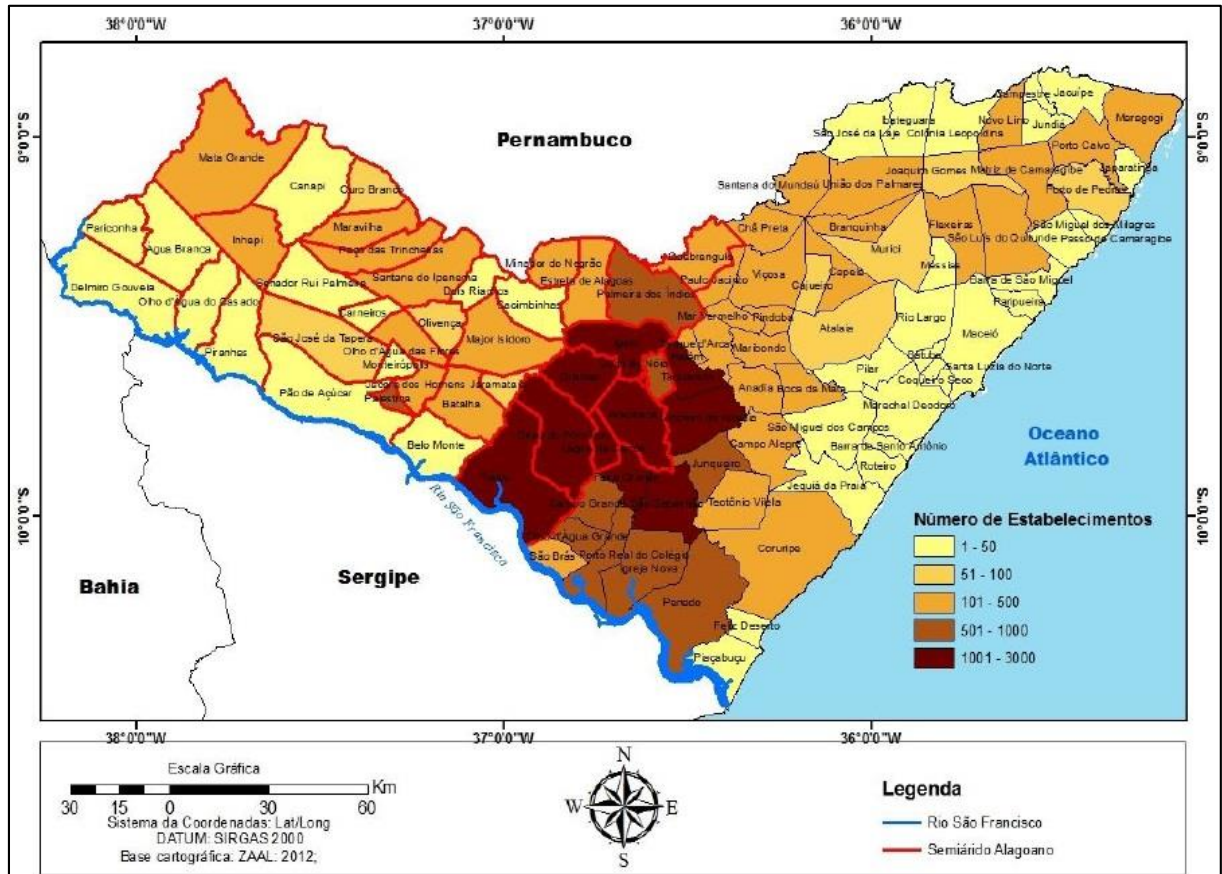 38°0'0"W 37°0'0"W 36°0'0"W
9°0'0"S
10°0'0"S
Pernambuco
Bahia
Sergipe
Oceano
Atlântico
Rio São Francisco
Mata Grande
Canapi
Ouro Branco
Pariconha
Água Branca
Inhapi
Maravilha
Poço das Trincheiras
Santana do Ipanema
Delmiro Gouveia
Olho d'Água do Casado
Senador Rui Palmeira
Dois Riachos
Carneiros
Olivença
Piranhas
São José da Tapera
Olho d'Água das Flores
Major Isidoro
Monteirópolis
Pão de Açúcar
Jacaré dos Homens
Jaramataia
Palestina
Batalha
Belo Monte
Minador do Negrão
Estrela de Alagoas
Cacimbinhas
Palmeira dos Índios
Quebrangulo
Paulo Jacinto
Mar Vermelho
Chã Preta
Viçosa
Pindoba
Maribondo
Anadia
Boca da Mata
Tanque d'Arca
Campo Alegre
Junqueiro
Teotônio Vilela
Coruripe
São Brás
Porto Real do Colégio
Igreja Nova
Penedo
Feliz Deserto
Piaçabuçu
Santana do Mundaú
União dos Palmares
São José da Laje
Ibateguara
Colônia Leopoldina
Novo Lino
Campestre
Jacuípe
Jundiá
Maragogi
Porto Calvo
Japaratinga
Joaquim Gomes
Matriz de Camaragibe
Porto de Pedras
São Miguel dos Milagres
Passo de Camaragibe
Branquinha
Flexeiras
São Luís do Quitunde
Murici
Messias
Capela
Cajueiro
Atalaia
Rio Largo
Barra de São Miguel
Paripueira
Maceió
Satuba
Santa Luzia do Norte
Coqueiro Seco
Pilar
Marechal Deodoro
São Miguel dos Campos
Barra de Santo Antônio
Roteiro
Jequiá da Praia
Número de Estabelecimentos
1 - 50
51 - 100
101 - 500
501 - 1000
1001 - 3000
38°0'0"W 37°0'0"W 36°0'0"W
Escala Gráfica
30 15 0 30 60 Km
Sistema da Coordenadas: Lat/Long
DATUM: SIRGAS 2000
Base cartográfica: ZAAL: 2012;
N
W E
S
Legenda
Rio São Francisco
Semiárido Alagoano